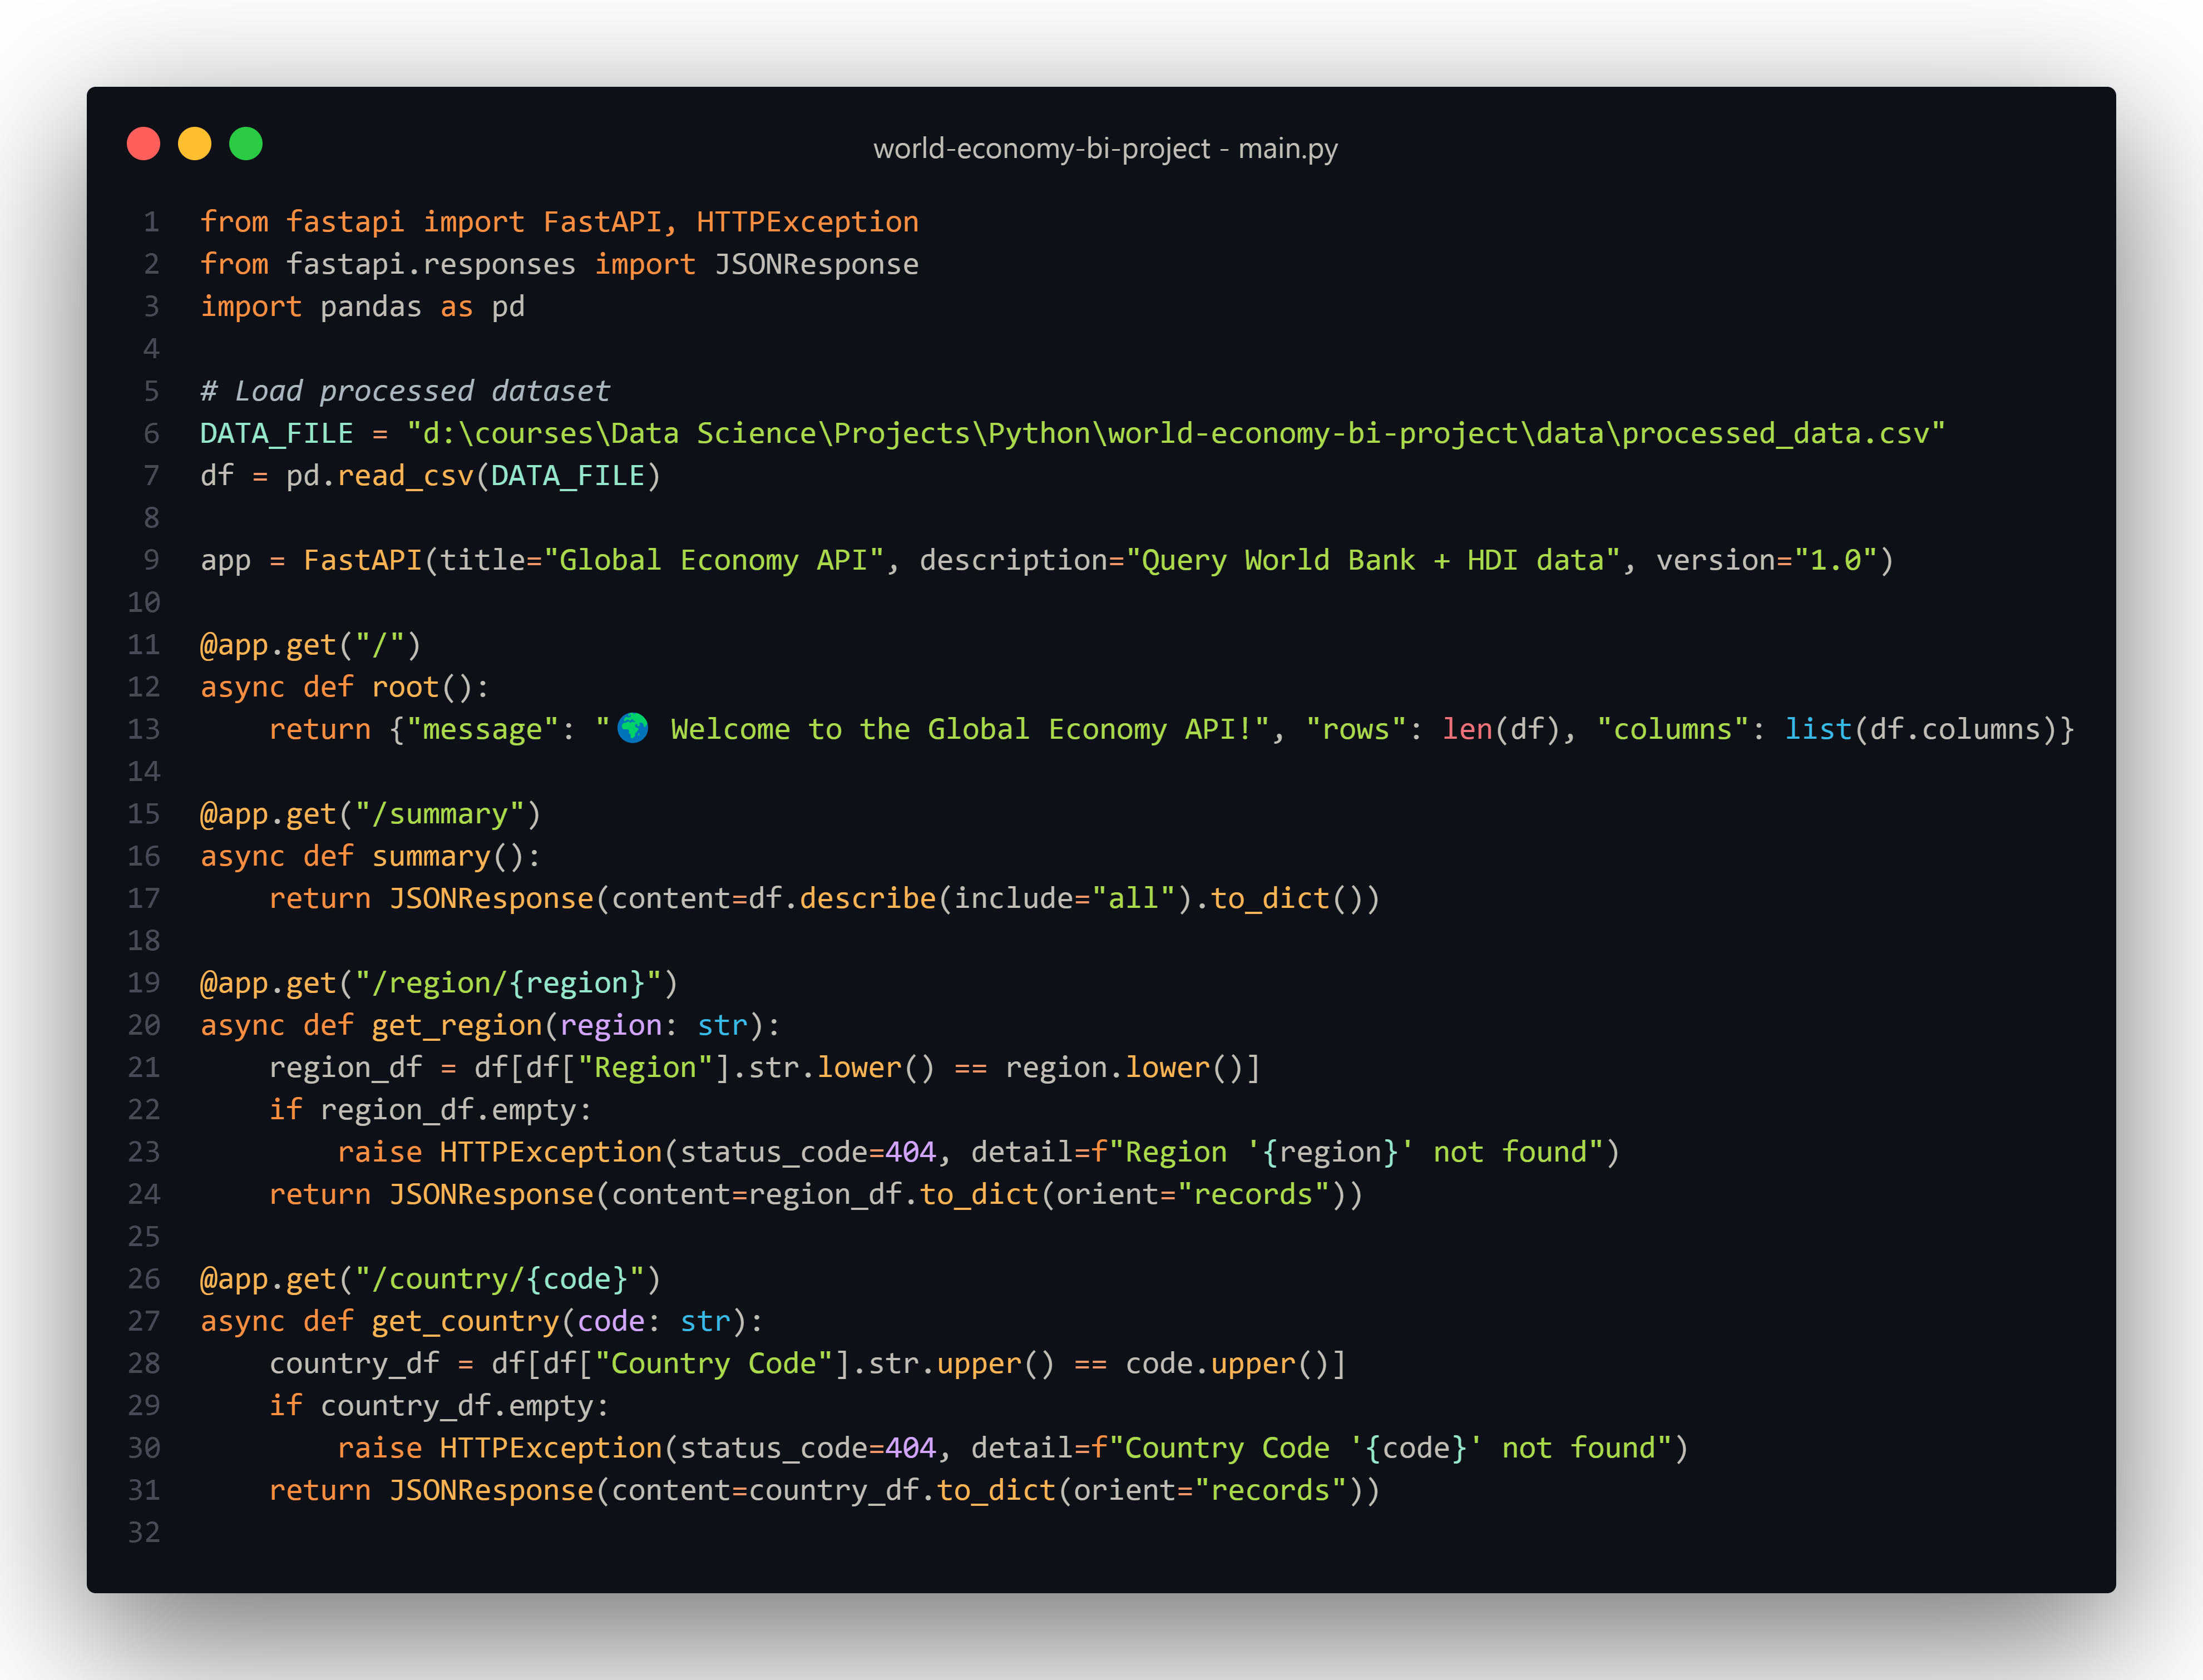 world-economy-bi-project - main.py
1 from fastapi import FastAPI, HTTPException
2 from fastapi.responses import JSONResponse
3 import pandas as pd
4
5 # Load processed dataset
6 DATA_FILE = "d:\courses\Data Science\Projects\Python\world-economy-bi-project\data\processed_data.csv"
7 df = pd.read_csv(DATA_FILE)
8
9 app = FastAPI(title="Global Economy API", description="Query World Bank + HDI data", version="1.0")
10
11 @app.get("/")
12 async def root():
13     return {"message": "🌍 Welcome to the Global Economy API!", "rows": len(df), "columns": list(df.columns)}
14
15 @app.get("/summary")
16 async def summary():
17     return JSONResponse(content=df.describe(include="all").to_dict())
18
19 @app.get("/region/{region}")
20 async def get_region(region: str):
21     region_df = df[df["Region"].str.lower() == region.lower()]
22     if region_df.empty:
23         raise HTTPException(status_code=404, detail=f"Region '{region}' not found")
24     return JSONResponse(content=region_df.to_dict(orient="records"))
25
26 @app.get("/country/{code}")
27 async def get_country(code: str):
28     country_df = df[df["Country Code"].str.upper() == code.upper()]
29     if country_df.empty:
30         raise HTTPException(status_code=404, detail=f"Country Code '{code}' not found")
31     return JSONResponse(content=country_df.to_dict(orient="records"))
32